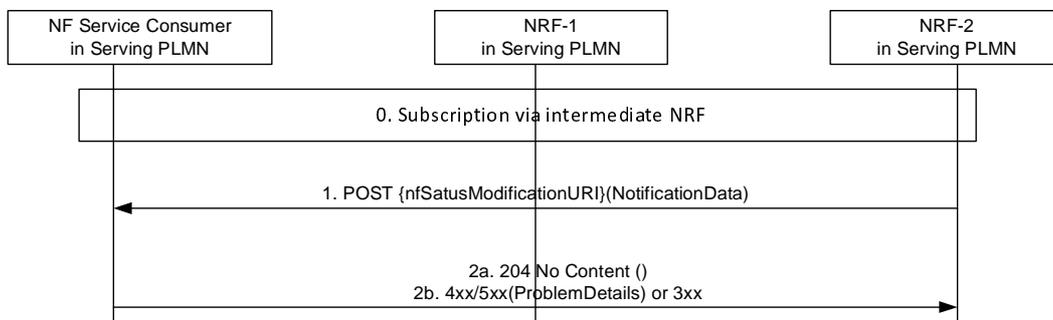 NF Service Consumer
in Serving PLMN
NRF-1
in Serving PLMN
NRF-2
in Serving PLMN
0. Subscription via intermediate NRF
1. POST {nfSatusModificationURI}(NotificationData)
2a. 204 No Content ()
2b. 4xx/5xx(ProblemDetails) or 3xx